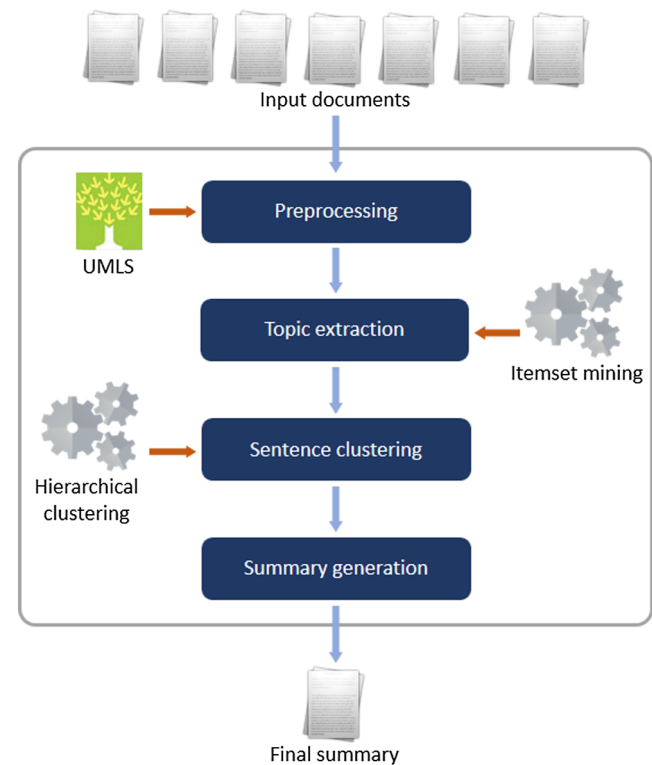 Input documents
Preprocessing
UMLS
Topic extraction
Itemset mining
Sentence clustering
Hierarchical
clustering
Summary generation
Final summary